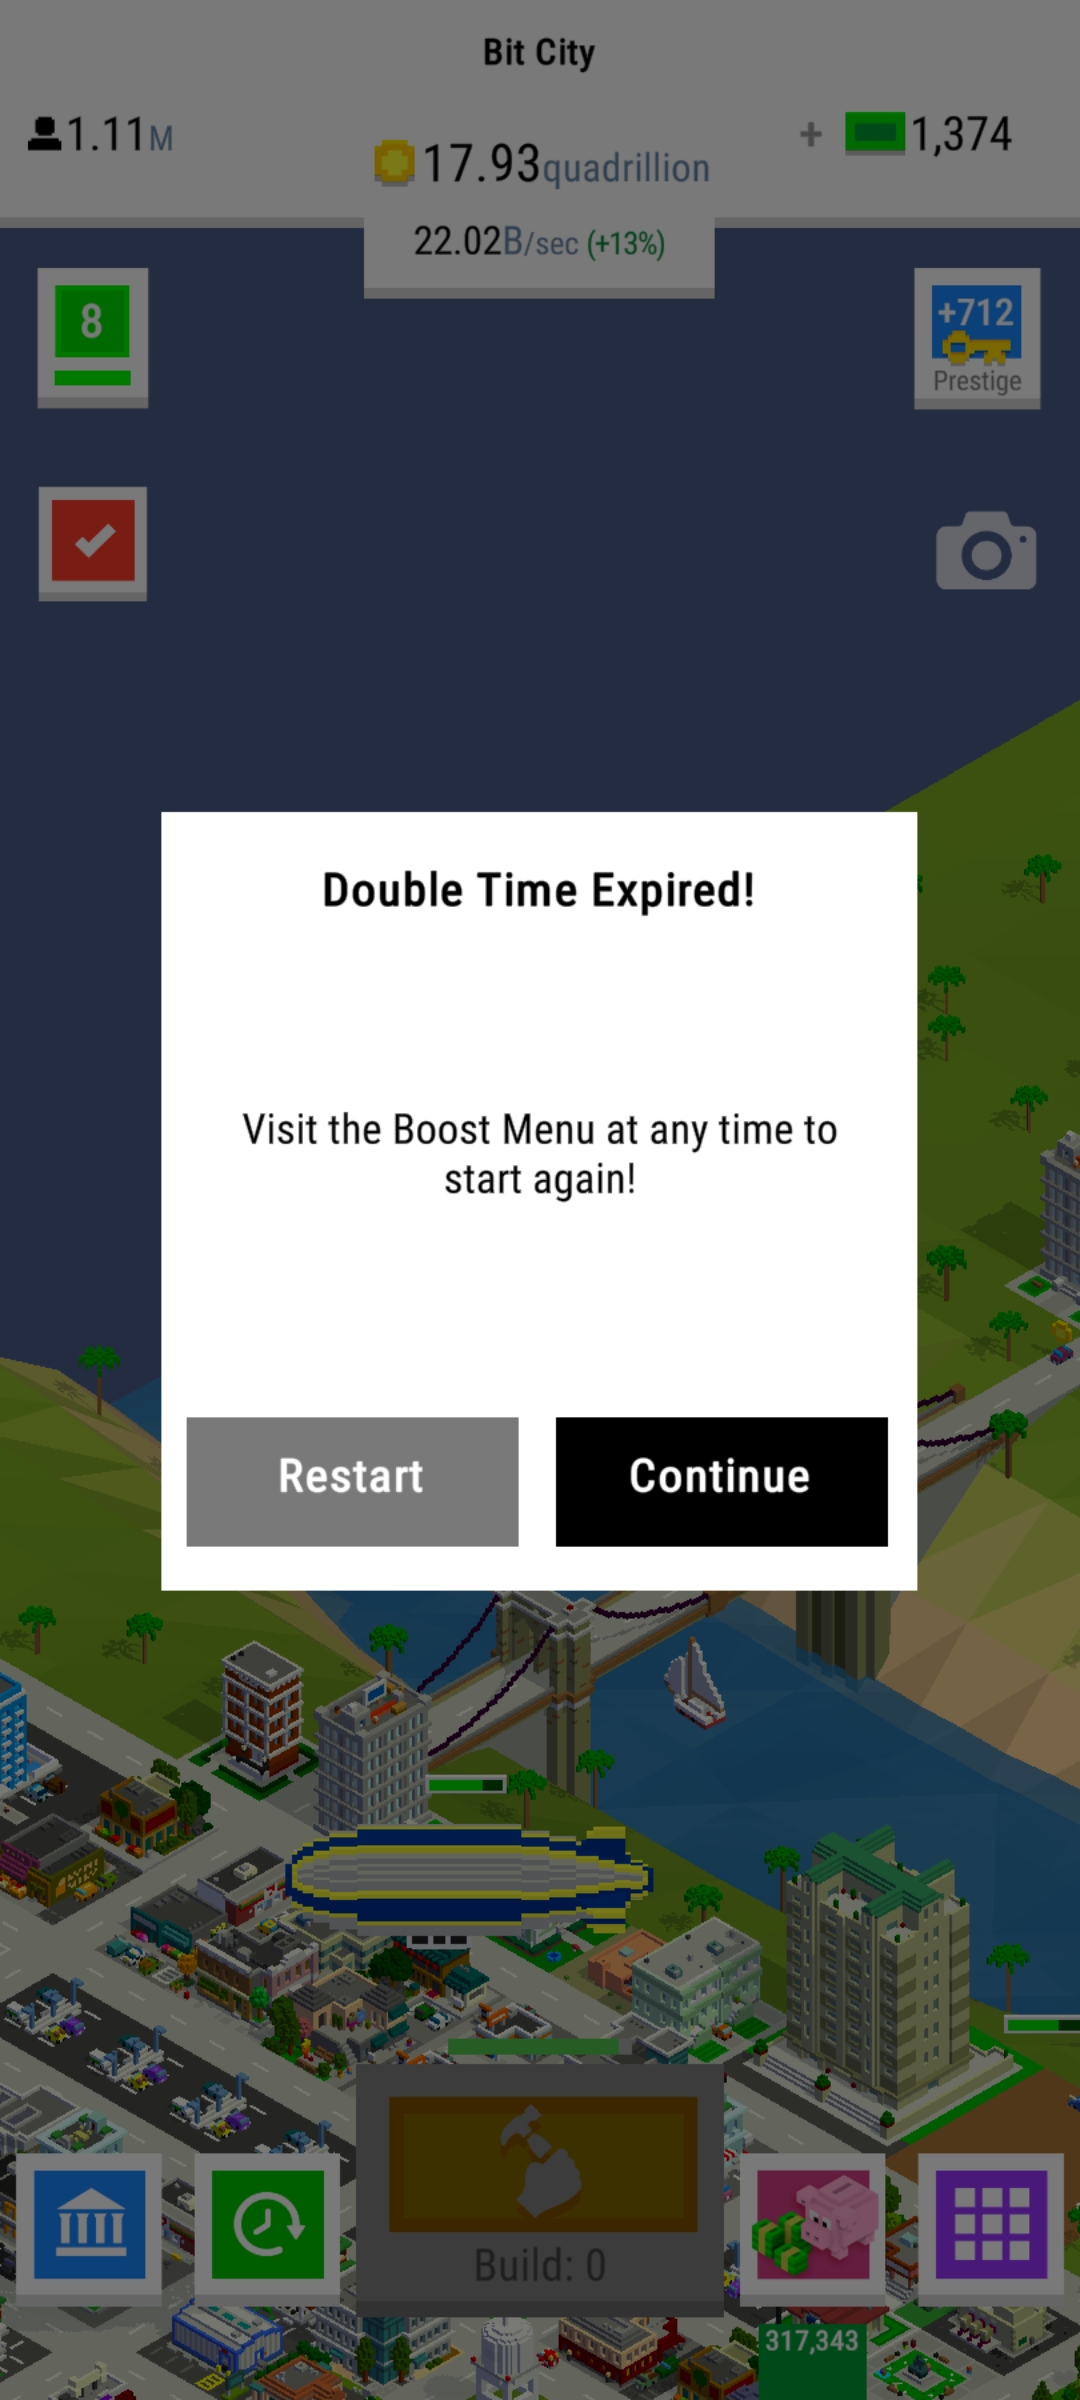 Bit City
1.11M
17.93quadrillion
+ 1,374
22.02B/sec (+13%)
8
+712
Prestige
Double Time Expired!
Visit the Boost Menu at any time to
start again!
Restart
Continue
Build: 0
317,343